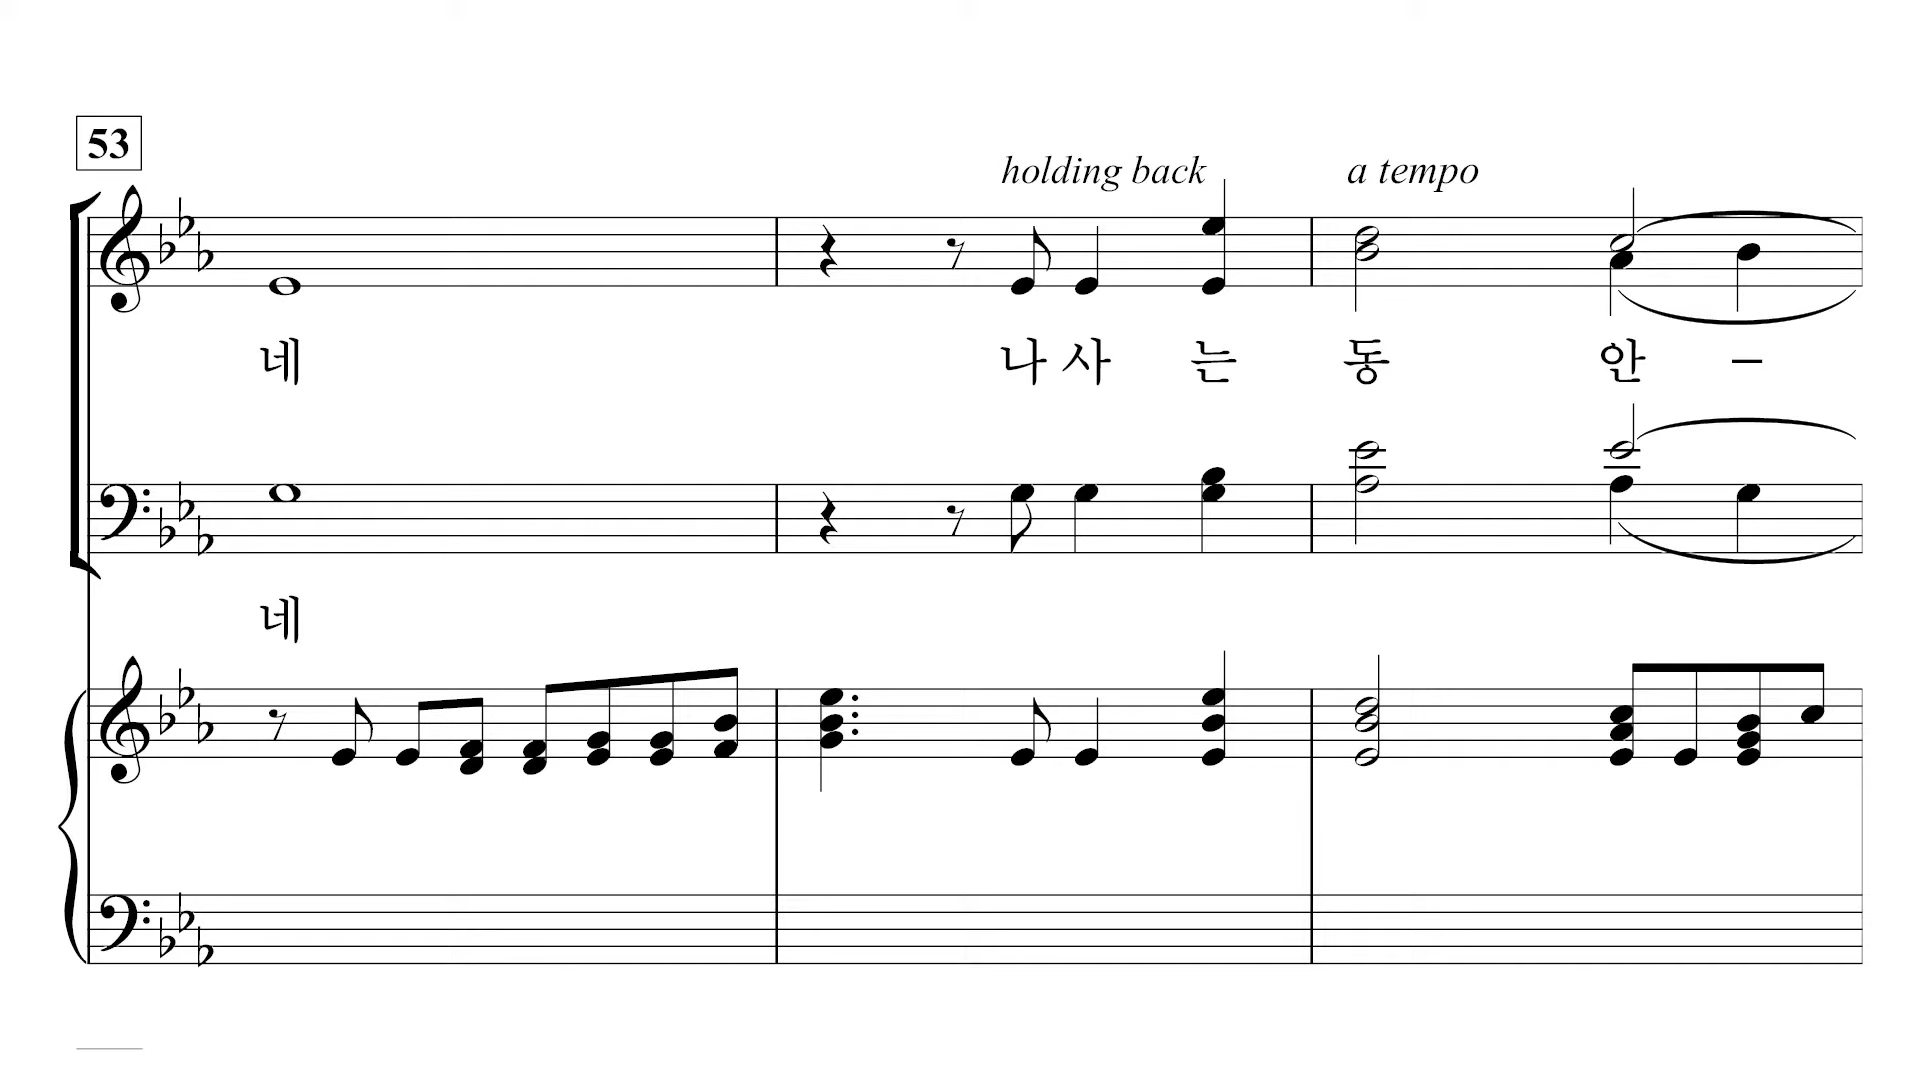 53
holding back a tempo
네 나 사 는 동 안 –
네